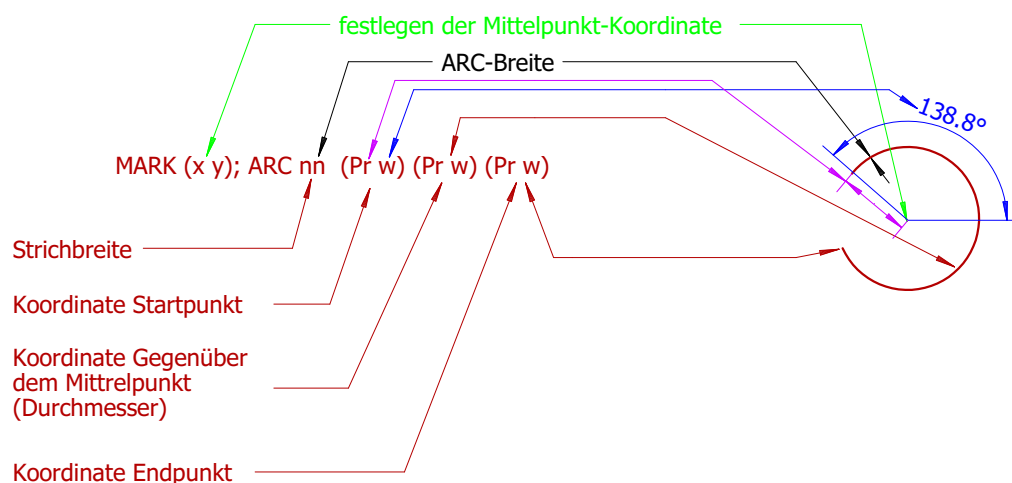 festlegen der Mittelpunkt-Koordinate
ARC-Breite
138.8°
MARK (x y); ARC nn (Pr w) (Pr w) (Pr w)
Strichbreite
Koordinate Startpunkt
Koordinate Gegenüber
dem Mittrelpunkt
(Durchmesser)
Koordinate Endpunkt